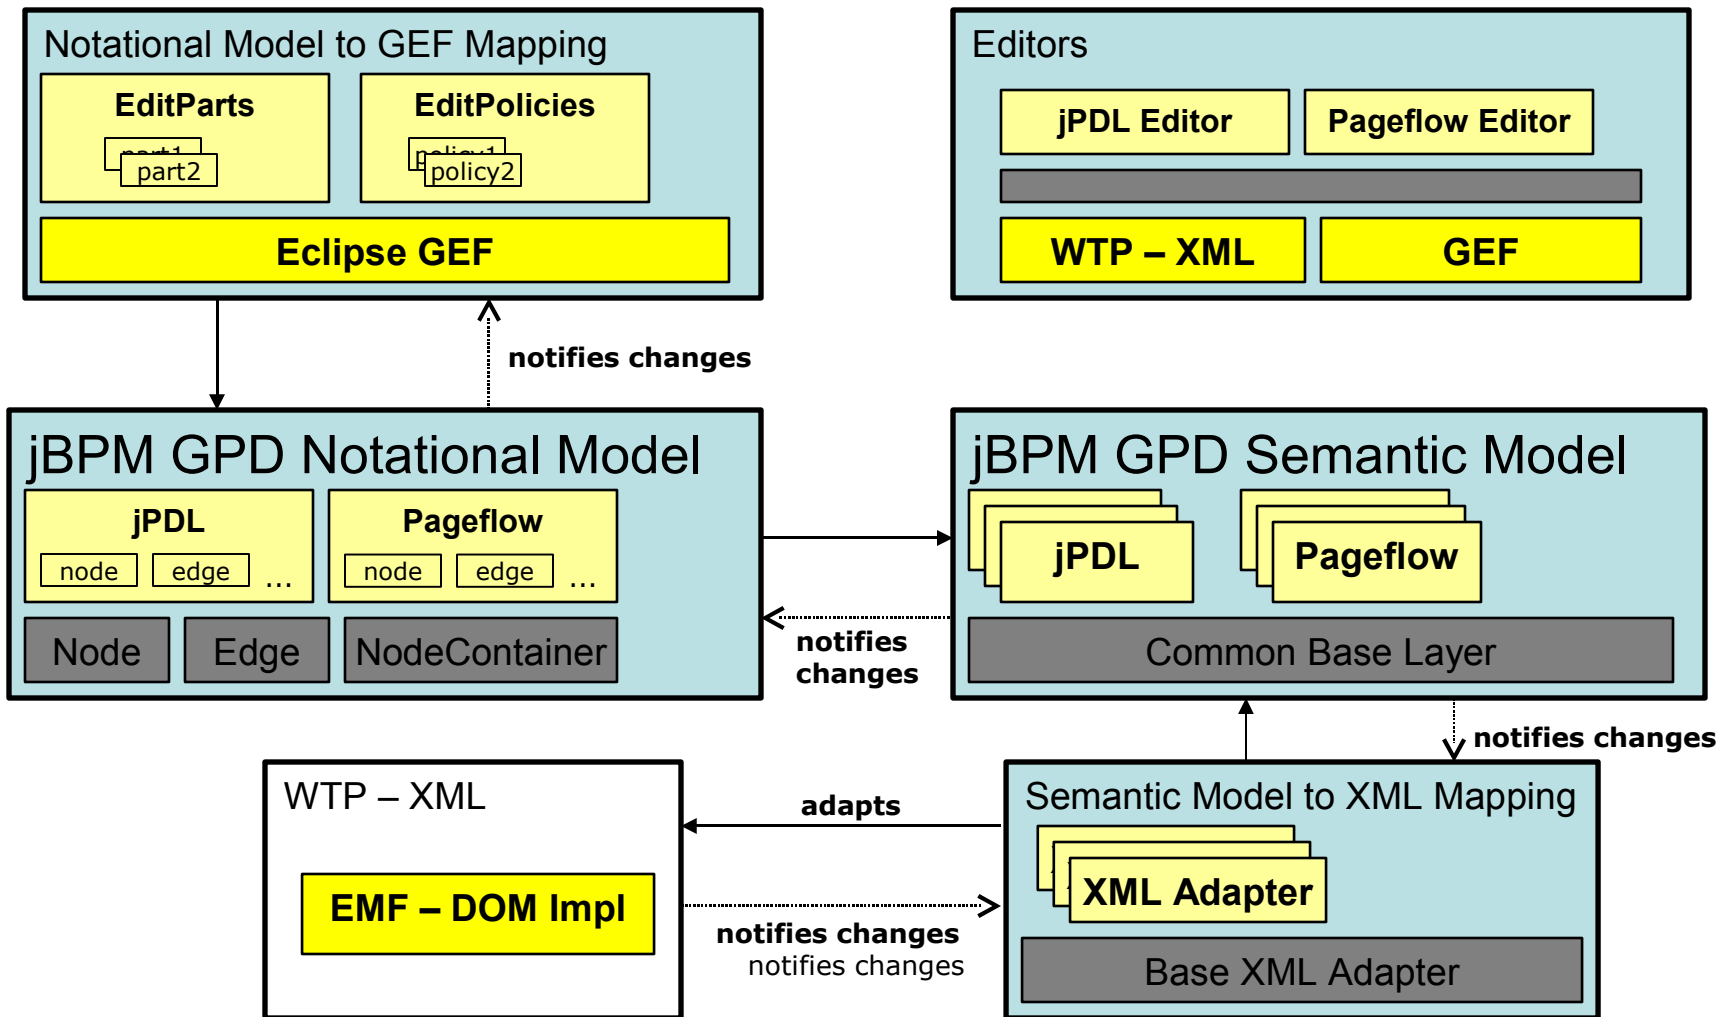 Notational Model to GEF Mapping
EditParts
part1
part2
EditPolicies
policy1
policy2
Eclipse GEF
Editors
jPDL Editor
Pageflow Editor
WTP – XML
GEF
notifies changes
jBPM GPD Notational Model
jPDL
node
edge
...
Pageflow
node
edge
...
Node
Edge
NodeContainer
jBPM GPD Semantic Model
jPDL
Pageflow
Common Base Layer
notifies
changes
notifies changes
WTP – XML
EMF – DOM Impl
adapts
notifies changes
notifies changes
Semantic Model to XML Mapping
XML Adapter
Base XML Adapter